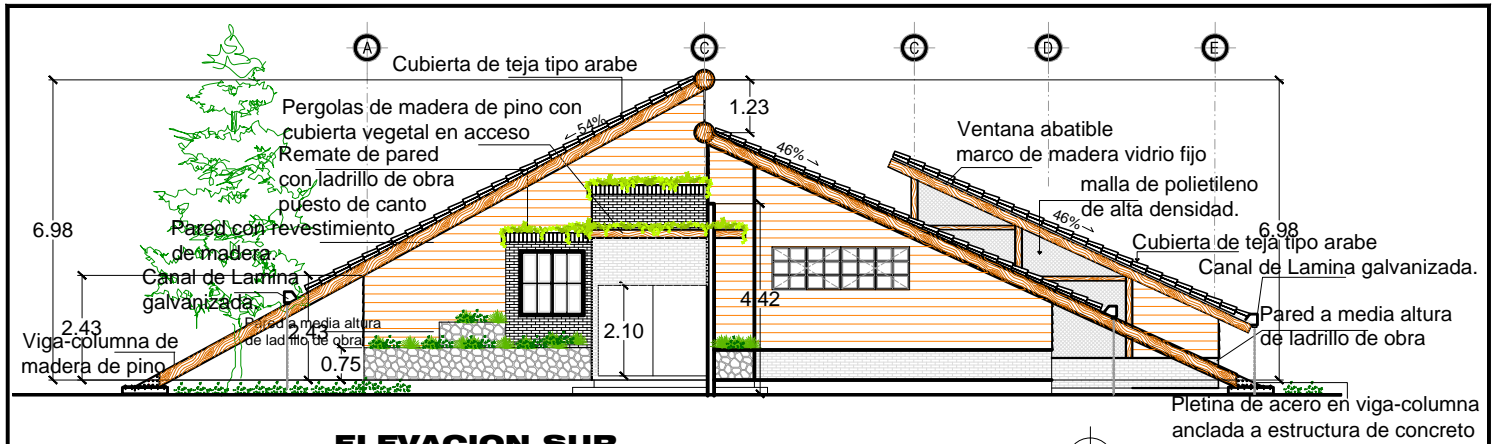 A
C
C
D
E
Cubierta de teja tipo arabe
54%
1.23
Pergolas de madera de pino con
cubierta vegetal en acceso
Remate de pared
con ladrillo de obra
puesto de canto
46%
Ventana abatible
marco de madera vidrio fijo
malla de polietileno
de alta densidad.
46%
6.98
6.98
Pared con revestimiento
de madera.
Cubierta de teja tipo arabe
Canal de Lamina
galvanizada.
Canal de Lamina galvanizada.
4.42
2.10
2.43
2.43
Pared a media altura
de ladrillo de obra
Pared a media altura
de ladrillo de obra
Viga-columna de
madera de pino
0.75
Pletina de acero en viga-columna
anclada a estructura de concreto
ELEVACION SUR